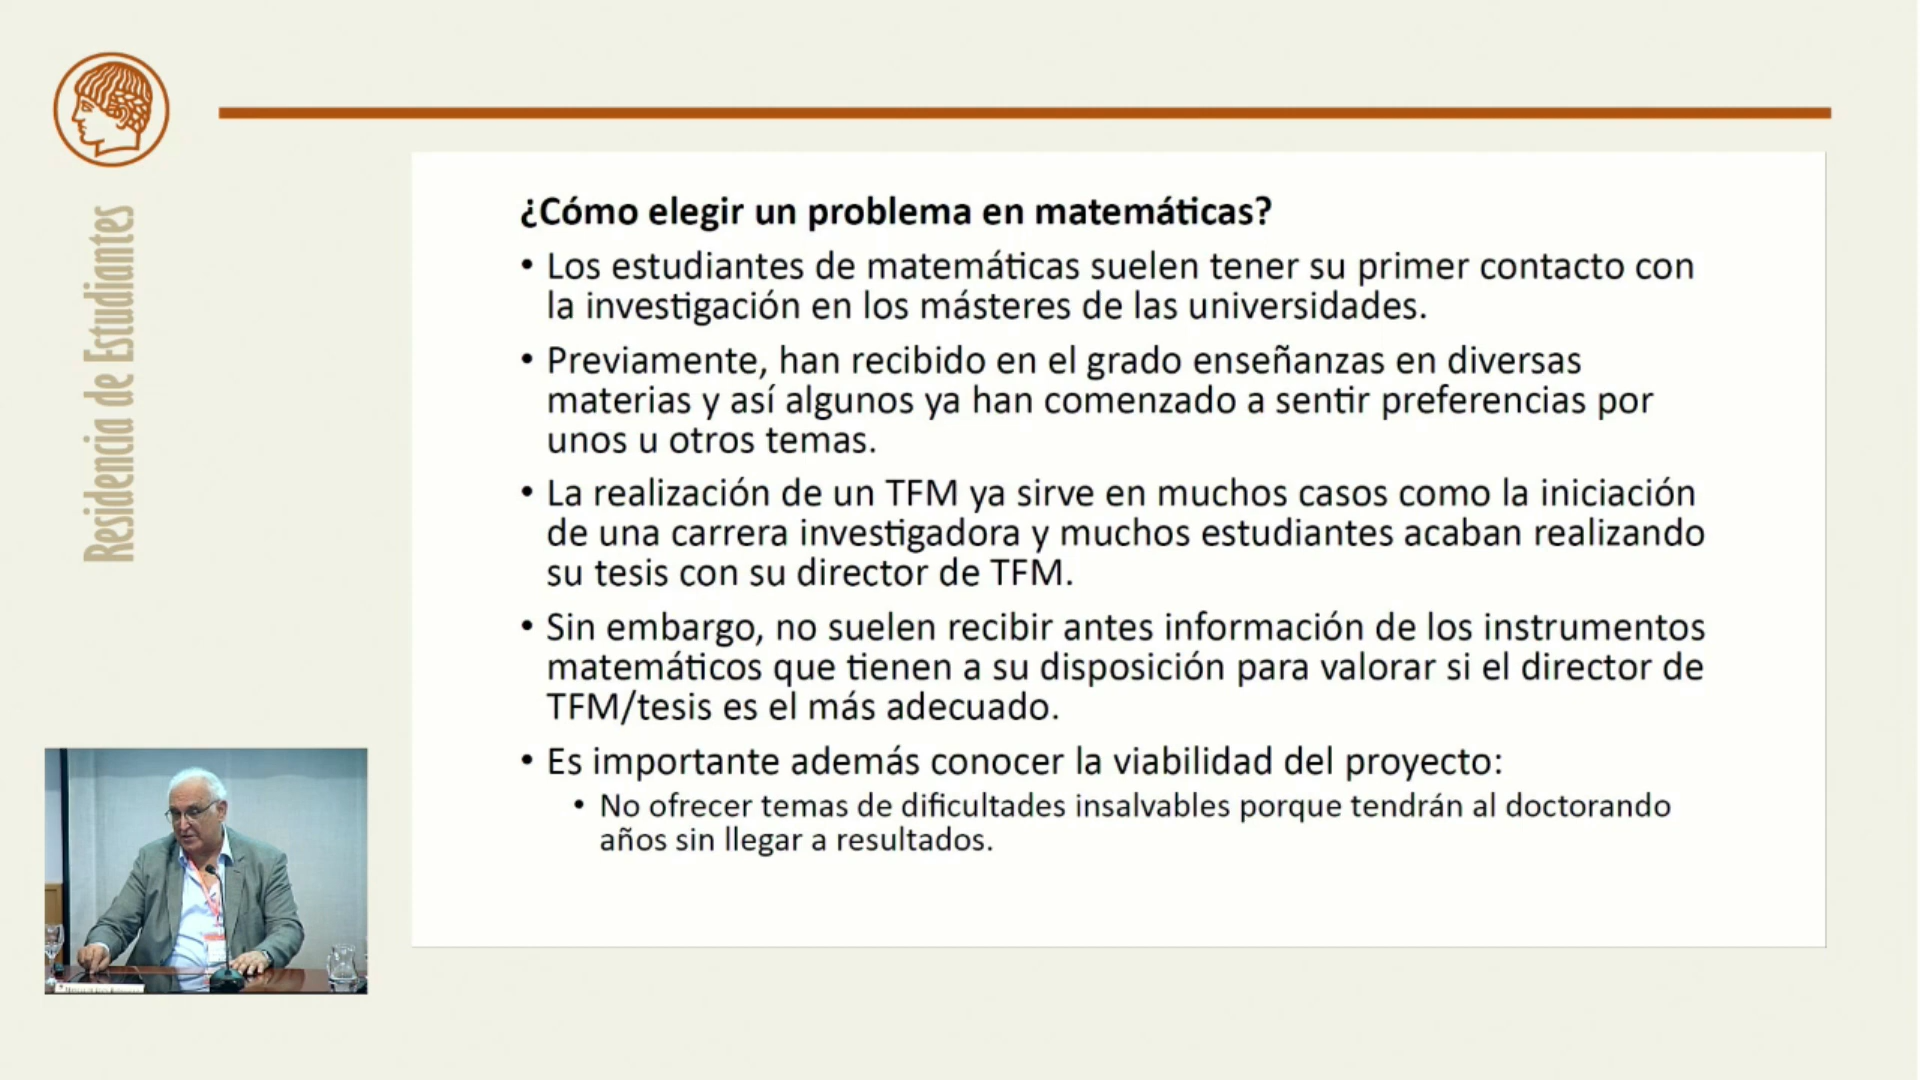 Residencia de Estudiantes
¿Cómo elegir un problema en matemáticas?
• Los estudiantes de matemáticas suelen tener su primer contacto con
la investigación en los másteres de las universidades.
• Previamente, han recibido en el grado enseñanzas en diversas
materias y así algunos ya han comenzado a sentir preferencias por
unos u otros temas.
• La realización de un TFM ya sirve en muchos casos como la iniciación
de una carrera investigadora y muchos estudiantes acaban realizando
su tesis con su director de TFM.
• Sin embargo, no suelen recibir antes información de los instrumentos
matemáticos que tienen a su disposición para valorar si el director de
TFM/tesis es el más adecuado.
• Es importante además conocer la viabilidad del proyecto:
• No ofrecer temas de dificultades insalvables porque tendrán al doctorando
años sin llegar a resultados.